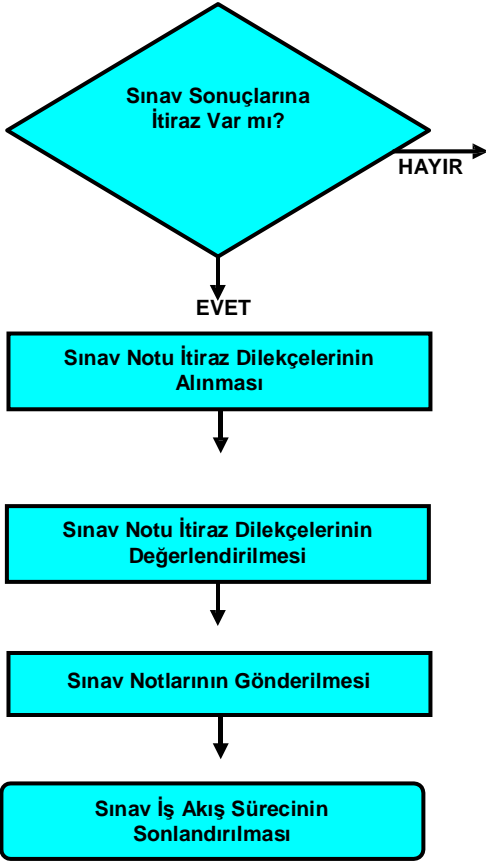 Sınav Sonuçlarına
İtiraz Var mı?
HAYIR
EVET
Sınav Notu İtiraz Dilekçelerinin
Alınması
Sınav Notu İtiraz Dilekçelerinin
Değerlendirilmesi
Sınav Notlarının Gönderilmesi
Sınav İş Akış Sürecinin
Sonlandırılması